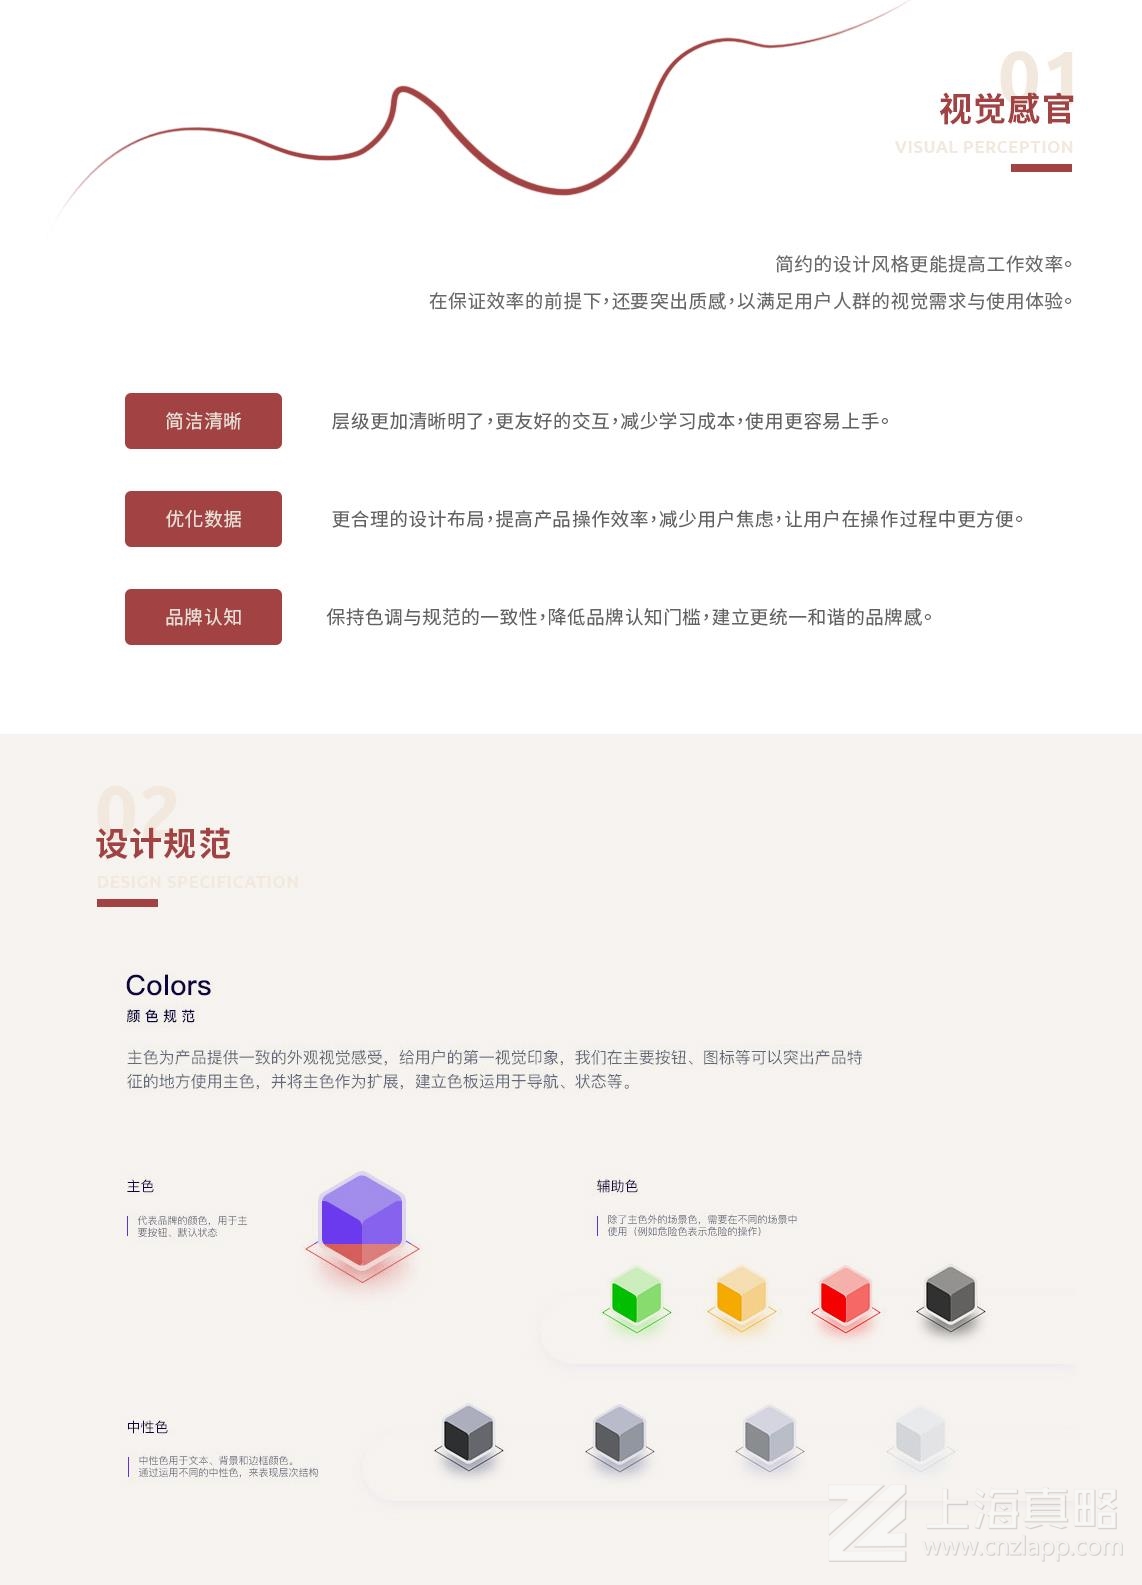 01
视觉感官
VISUAL PERCEPTION
简约的设计风格更能提高工作效率。
在保证效率的前提下，还要突出质感，以满足用户人群的视觉需求与使用体验。
简洁清晰
层级更加清晰明了，更友好的交互，减少学习成本，使用更容易上手。
优化数据
更合理的设计布局，提高产品操作效率，减少用户焦虑，让用户在操作过程中更方便。
品牌认知
保持色调与规范的一致性，降低品牌认知门槛，建立更统一和谐的品牌感。
02
设计规范
DESIGN SPECIFICATION
Colors
颜色规范
主色为产品提供一致的外观视觉感受，给用户的第一视觉印象，我们在主要按钮、图标等可以突出产品特
征的地方使用主色，并将主色作为扩展，建立色板运用于导航、状态等。
主色
代表品牌的颜色，用于主
要按钮、默认状态
辅助色
除了主色外的场景色，需要在不同的场景中
使用（例如危险色表示危险的操作）
中性色
中性色用于文本、背景和边框颜色。
通过运用不同的中性色，来表现层次结构
上海真略
www.cnzlapp.com